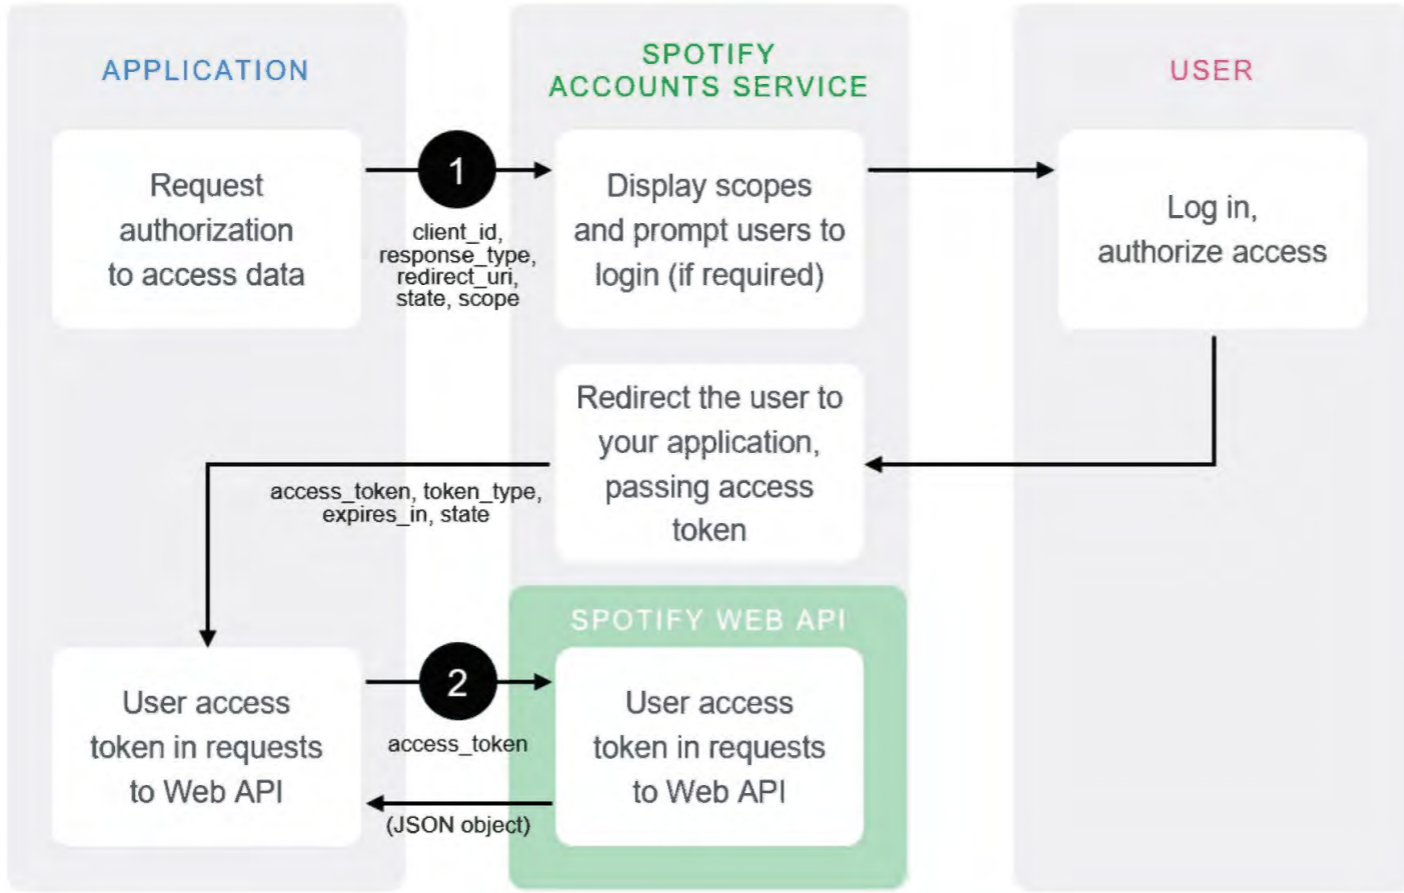 APPLICATION
SPOTIFY
ACCOUNTS SERVICE
USER
Request
authorization
to access data
1
client_id,
response_type,
redirect_uri,
state, scope
Display scopes
and prompt users to
login (if required)
Log in,
authorize access
Redirect the user to
your application,
passing access
token
access_token, token_type,
expires_in, state
SPOTIFY WEB API
User access
token in requests
to Web API
2
access_token
(JSON object)
User access
token in requests
to Web API